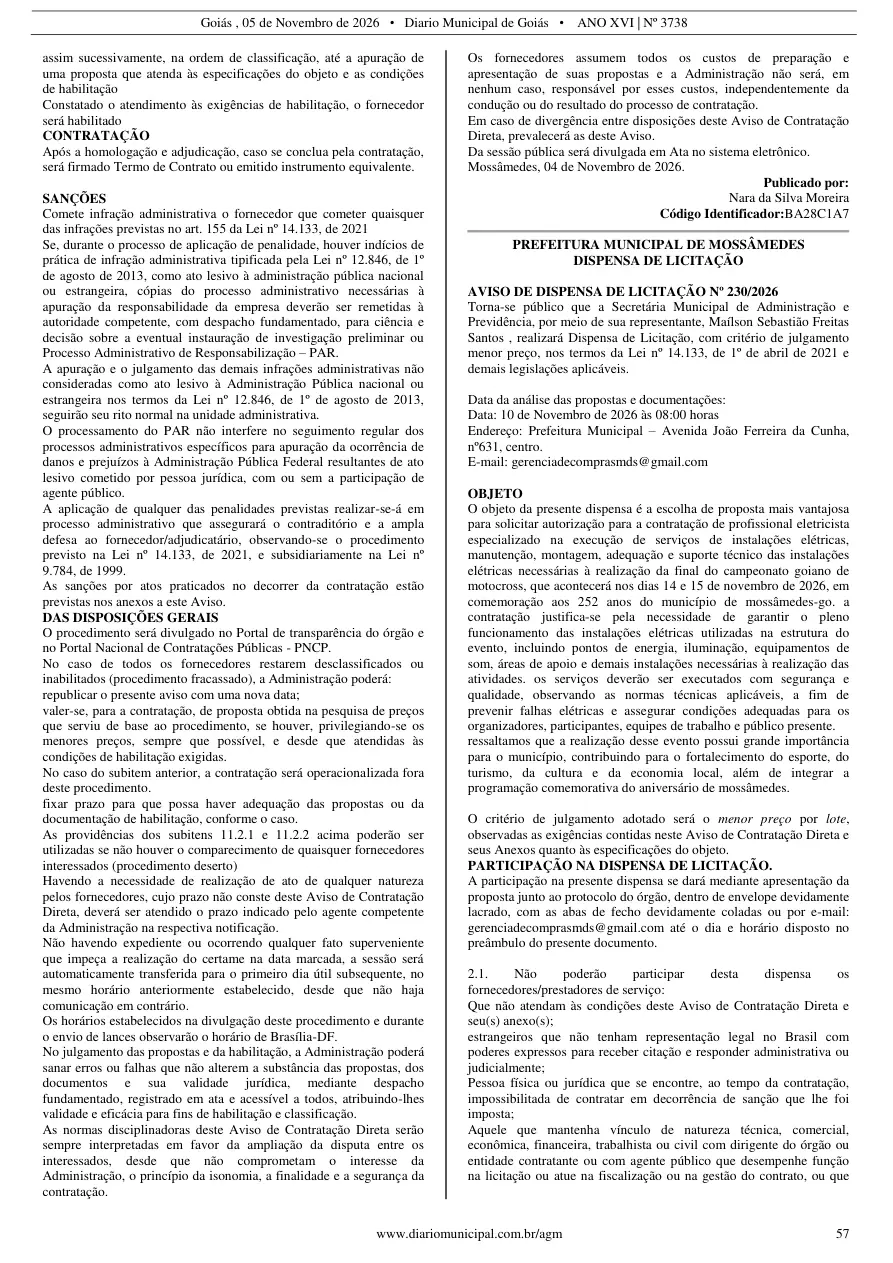 Goiás , 05 de Novembro de 2026 • Diario Municipal de Goiás • ANO XVI | Nº 3738
assim sucessivamente, na ordem de classificação, até a apuração de
uma proposta que atenda às especificações do objeto e as condições
de habilitação
Constatado o atendimento às exigências de habilitação, o fornecedor
será habilitado
CONTRATAÇÃO
Após a homologação e adjudicação, caso se conclua pela contratação,
será firmado Termo de Contrato ou emitido instrumento equivalente.
SANÇÕES
Comete infração administrativa o fornecedor que cometer quaisquer
das infrações previstas no art. 155 da Lei nº 14.133, de 2021
Se, durante o processo de aplicação de penalidade, houver indícios de
prática de infração administrativa tipificada pela Lei nº 12.846, de 1º
de agosto de 2013, como ato lesivo à administração pública nacional
ou estrangeira, cópias do processo administrativo necessárias à
apuração da responsabilidade da empresa deverão ser remetidas à
autoridade competente, com despacho fundamentado, para ciência e
decisão sobre a eventual instauração de investigação preliminar ou
Processo Administrativo de Responsabilização – PAR.
A apuração e o julgamento das demais infrações administrativas não
consideradas como ato lesivo à Administração Pública nacional ou
estrangeira nos termos da Lei nº 12.846, de 1º de agosto de 2013,
seguirão seu rito normal na unidade administrativa.
O processamento do PAR não interfere no seguimento regular dos
processos administrativos específicos para apuração da ocorrência de
danos e prejuízos à Administração Pública Federal resultantes de ato
lesivo cometido por pessoa jurídica, com ou sem a participação de
agente público.
A aplicação de qualquer das penalidades previstas realizar-se-á em
processo administrativo que assegurará o contraditório e a ampla
defesa ao fornecedor/adjudicatário, observando-se o procedimento
previsto na Lei nº 14.133, de 2021, e subsidiariamente na Lei nº
9.784, de 1999.
As sanções por atos praticados no decorrer da contratação estão
previstas nos anexos a este Aviso.
DAS DISPOSIÇÕES GERAIS
O procedimento será divulgado no Portal de transparência do órgão e
no Portal Nacional de Contratações Públicas - PNCP.
No caso de todos os fornecedores restarem desclassificados ou
inabilitados (procedimento fracassado), a Administração poderá:
republicar o presente aviso com uma nova data;
valer-se, para a contratação, de proposta obtida na pesquisa de preços
que serviu de base ao procedimento, se houver, privilegiando-se os
menores preços, sempre que possível, e desde que atendidas às
condições de habilitação exigidas.
No caso do subitem anterior, a contratação será operacionalizada fora
deste procedimento.
fixar prazo para que possa haver adequação das propostas ou da
documentação de habilitação, conforme o caso.
As providências dos subitens 11.2.1 e 11.2.2 acima poderão ser
utilizadas se não houver o comparecimento de quaisquer fornecedores
interessados (procedimento deserto)
Havendo a necessidade de realização de ato de qualquer natureza
pelos fornecedores, cujo prazo não conste deste Aviso de Contratação
Direta, deverá ser atendido o prazo indicado pelo agente competente
da Administração na respectiva notificação.
Não havendo expediente ou ocorrendo qualquer fato superveniente
que impeça a realização do certame na data marcada, a sessão será
automaticamente transferida para o primeiro dia útil subsequente, no
mesmo horário anteriormente estabelecido, desde que não haja
comunicação em contrário.
Os horários estabelecidos na divulgação deste procedimento e durante
o envio de lances observarão o horário de Brasília-DF.
No julgamento das propostas e da habilitação, a Administração poderá
sanar erros ou falhas que não alterem a substância das propostas, dos
documentos e sua validade jurídica, mediante despacho
fundamentado, registrado em ata e acessível a todos, atribuindo-lhes
validade e eficácia para fins de habilitação e classificação.
As normas disciplinadoras deste Aviso de Contratação Direta serão
sempre interpretadas em favor da ampliação da disputa entre os
interessados, desde que não comprometam o interesse da
Administração, o princípio da isonomia, a finalidade e a segurança da
contratação.
Os fornecedores assumem todos os custos de preparação e
apresentação de suas propostas e a Administração não será, em
nenhum caso, responsável por esses custos, independentemente da
condução ou do resultado do processo de contratação.
Em caso de divergência entre disposições deste Aviso de Contratação
Direta, prevalecerá as deste Aviso.
Da sessão pública será divulgada em Ata no sistema eletrônico.
Mossâmedes, 04 de Novembro de 2026.
Publicado por:
Nara da Silva Moreira
Código Identificador:BA28C1A7
PREFEITURA MUNICIPAL DE MOSSÂMEDES
DISPENSA DE LICITAÇÃO
AVISO DE DISPENSA DE LICITAÇÃO Nº 230/2026
Torna-se público que a Secretária Municipal de Administração e
Previdência, por meio de sua representante, Maílson Sebastião Freitas
Santos , realizará Dispensa de Licitação, com critério de julgamento
menor preço, nos termos da Lei nº 14.133, de 1º de abril de 2021 e
demais legislações aplicáveis.
Data da análise das propostas e documentações:
Data: 10 de Novembro de 2026 às 08:00 horas
Endereço: Prefeitura Municipal – Avenida João Ferreira da Cunha,
nº631, centro.
E-mail: gerenciadecomprasmds@gmail.com
OBJETO
O objeto da presente dispensa é a escolha de proposta mais vantajosa
para solicitar autorização para a contratação de profissional eletricista
especializado na execução de serviços de instalações elétricas,
manutenção, montagem, adequação e suporte técnico das instalações
elétricas necessárias à realização da final do campeonato goiano de
motocross, que acontecerá nos dias 14 e 15 de novembro de 2026, em
comemoração aos 252 anos do município de mossâmedes-go. a
contratação justifica-se pela necessidade de garantir o pleno
funcionamento das instalações elétricas utilizadas na estrutura do
evento, incluindo pontos de energia, iluminação, equipamentos de
som, áreas de apoio e demais instalações necessárias à realização das
atividades. os serviços deverão ser executados com segurança e
qualidade, observando as normas técnicas aplicáveis, a fim de
prevenir falhas elétricas e assegurar condições adequadas para os
organizadores, participantes, equipes de trabalho e público presente.
ressaltamos que a realização desse evento possui grande importância
para o município, contribuindo para o fortalecimento do esporte, do
turismo, da cultura e da economia local, além de integrar a
programação comemorativa do aniversário de mossâmedes.
O critério de julgamento adotado será o menor preço por lote,
observadas as exigências contidas neste Aviso de Contratação Direta e
seus Anexos quanto às especificações do objeto.
PARTICIPAÇÃO NA DISPENSA DE LICITAÇÃO.
A participação na presente dispensa se dará mediante apresentação da
proposta junto ao protocolo do órgão, dentro de envelope devidamente
lacrado, com as abas de fecho devidamente coladas ou por e-mail:
gerenciadecomprasmds@gmail.com até o dia e horário disposto no
preâmbulo do presente documento.
2.1. Não poderão participar desta dispensa os
fornecedores/prestadores de serviço:
Que não atendam às condições deste Aviso de Contratação Direta e
seu(s) anexo(s);
estrangeiros que não tenham representação legal no Brasil com
poderes expressos para receber citação e responder administrativa ou
judicialmente;
Pessoa física ou jurídica que se encontre, ao tempo da contratação,
impossibilitada de contratar em decorrência de sanção que lhe foi
imposta;
Aquele que mantenha vínculo de natureza técnica, comercial,
econômica, financeira, trabalhista ou civil com dirigente do órgão ou
entidade contratante ou com agente público que desempenhe função
na licitação ou atue na fiscalização ou na gestão do contrato, ou que
www.diariomunicipal.com.br/agm
57